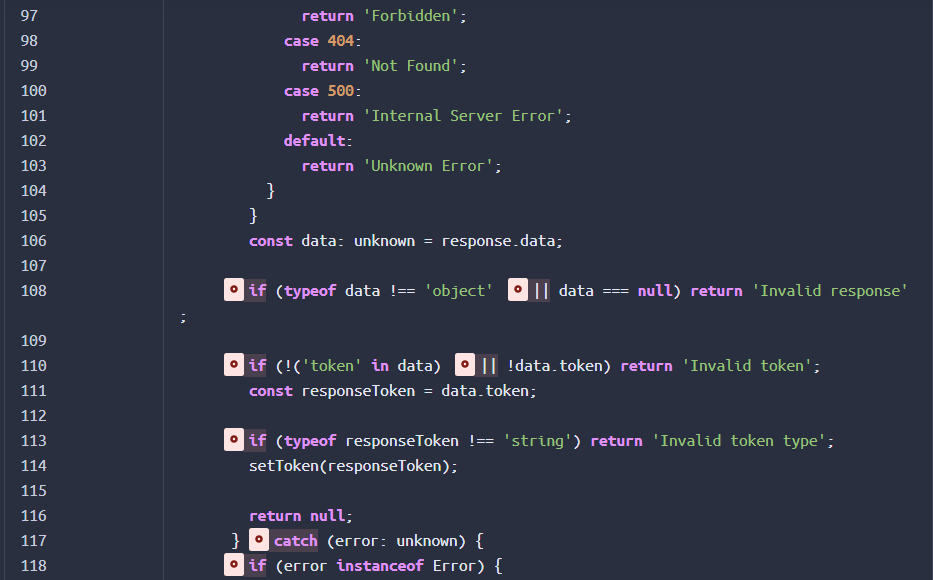 97 return 'Forbidden';
98 case 404:
99 return 'Not Found';
100 case 500:
101 return 'Internal Server Error';
102 default:
103 return 'Unknown Error';
104 }
105 }
106 const data: unknown = response.data;
107
108 if (typeof data !== 'object' || data === null) return 'Invalid response'
;
109
110 if (!('token' in data) || !data.token) return 'Invalid token';
111 const responseToken = data.token;
112
113 if (typeof responseToken !== 'string') return 'Invalid token type';
114 setToken(responseToken);
115
116 return null;
117 } catch (error: unknown) {
118 if (error instanceof Error) {